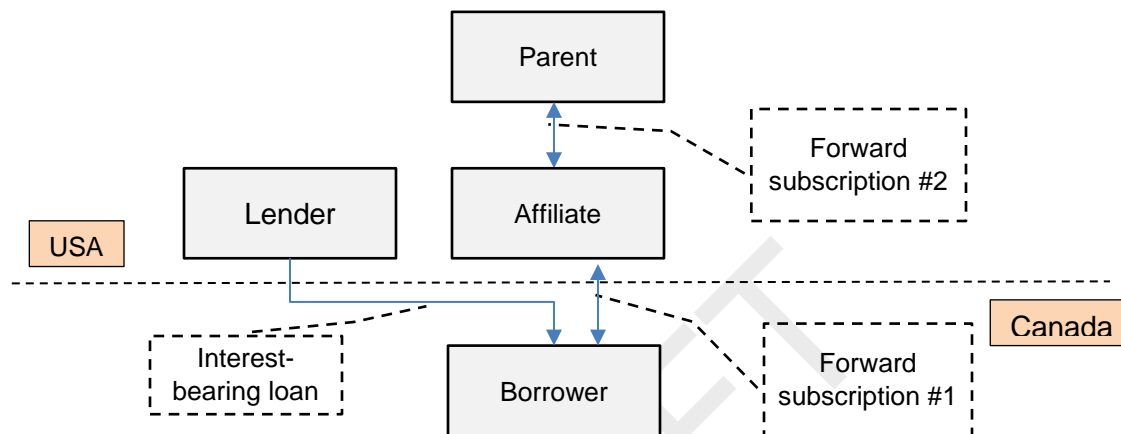 Parent
Forward
subscription #2
Lender
Affiliate
USA
Canada
Interest-
bearing loan
Borrower
Forward
subscription #1